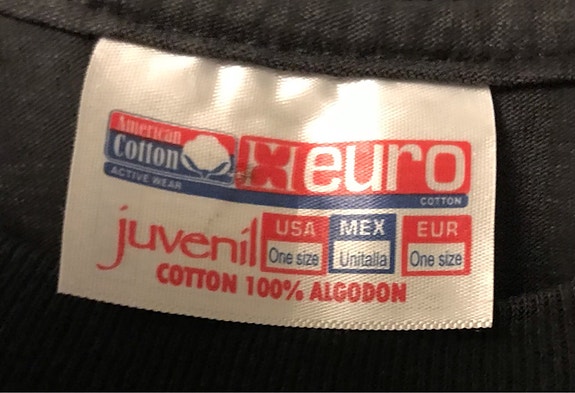 American
Cotton
ACTIVE WEAR
euro
COTTON
juvenil
USA MEX EUR
One size Unitalla One size
COTTON 100% ALGODON